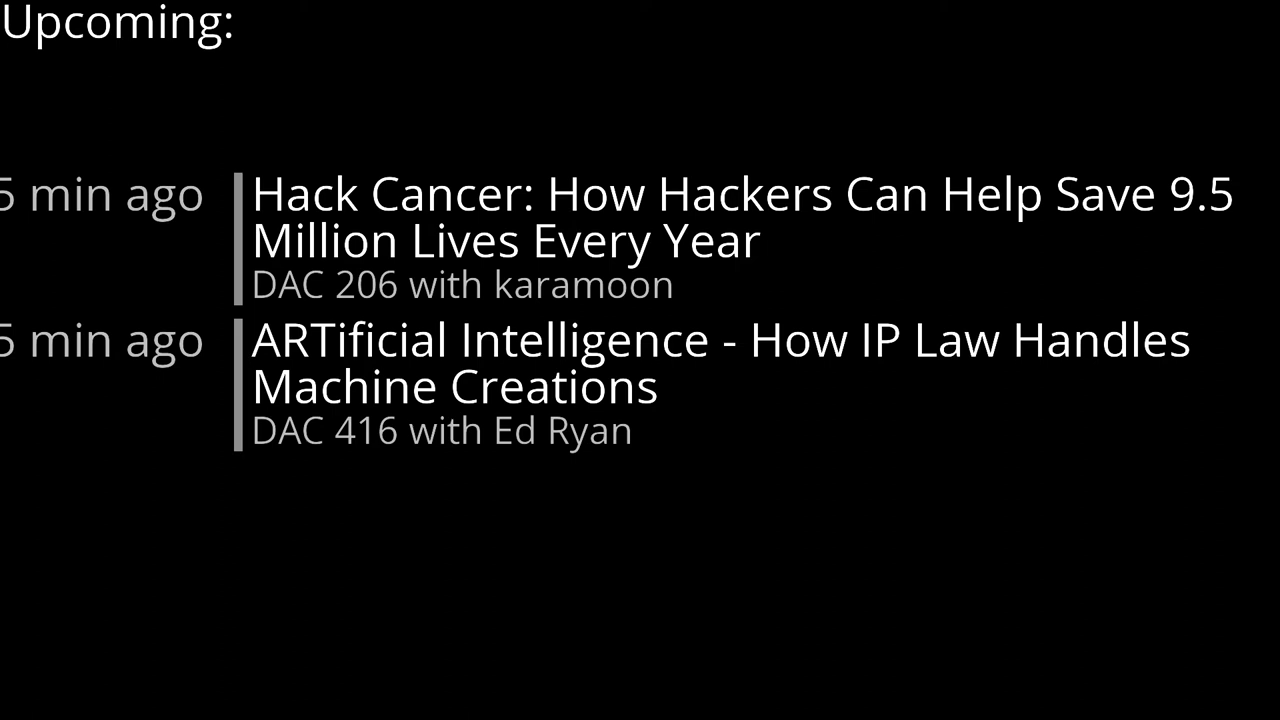 Upcoming:
5 min ago
Hack Cancer: How Hackers Can Help Save 9.5
Million Lives Every Year
DAC 206 with karamoon
5 min ago
ARTificial Intelligence - How IP Law Handles
Machine Creations
DAC 416 with Ed Ryan